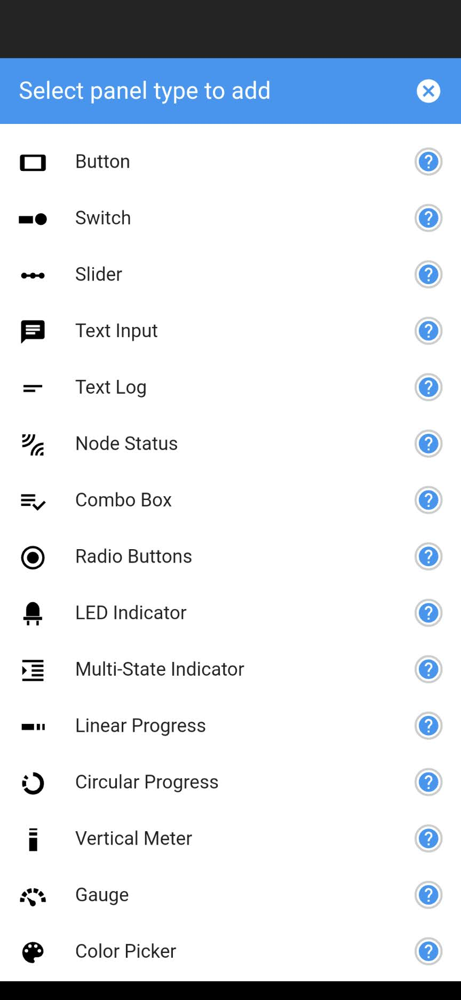 Select panel type to add
Button
?
Switch
?
Slider
?
Text Input
?
Text Log
?
Node Status
?
Combo Box
?
Radio Buttons
?
LED Indicator
?
Multi-State Indicator
?
Linear Progress
?
Circular Progress
?
Vertical Meter
?
Gauge
?
Color Picker
?